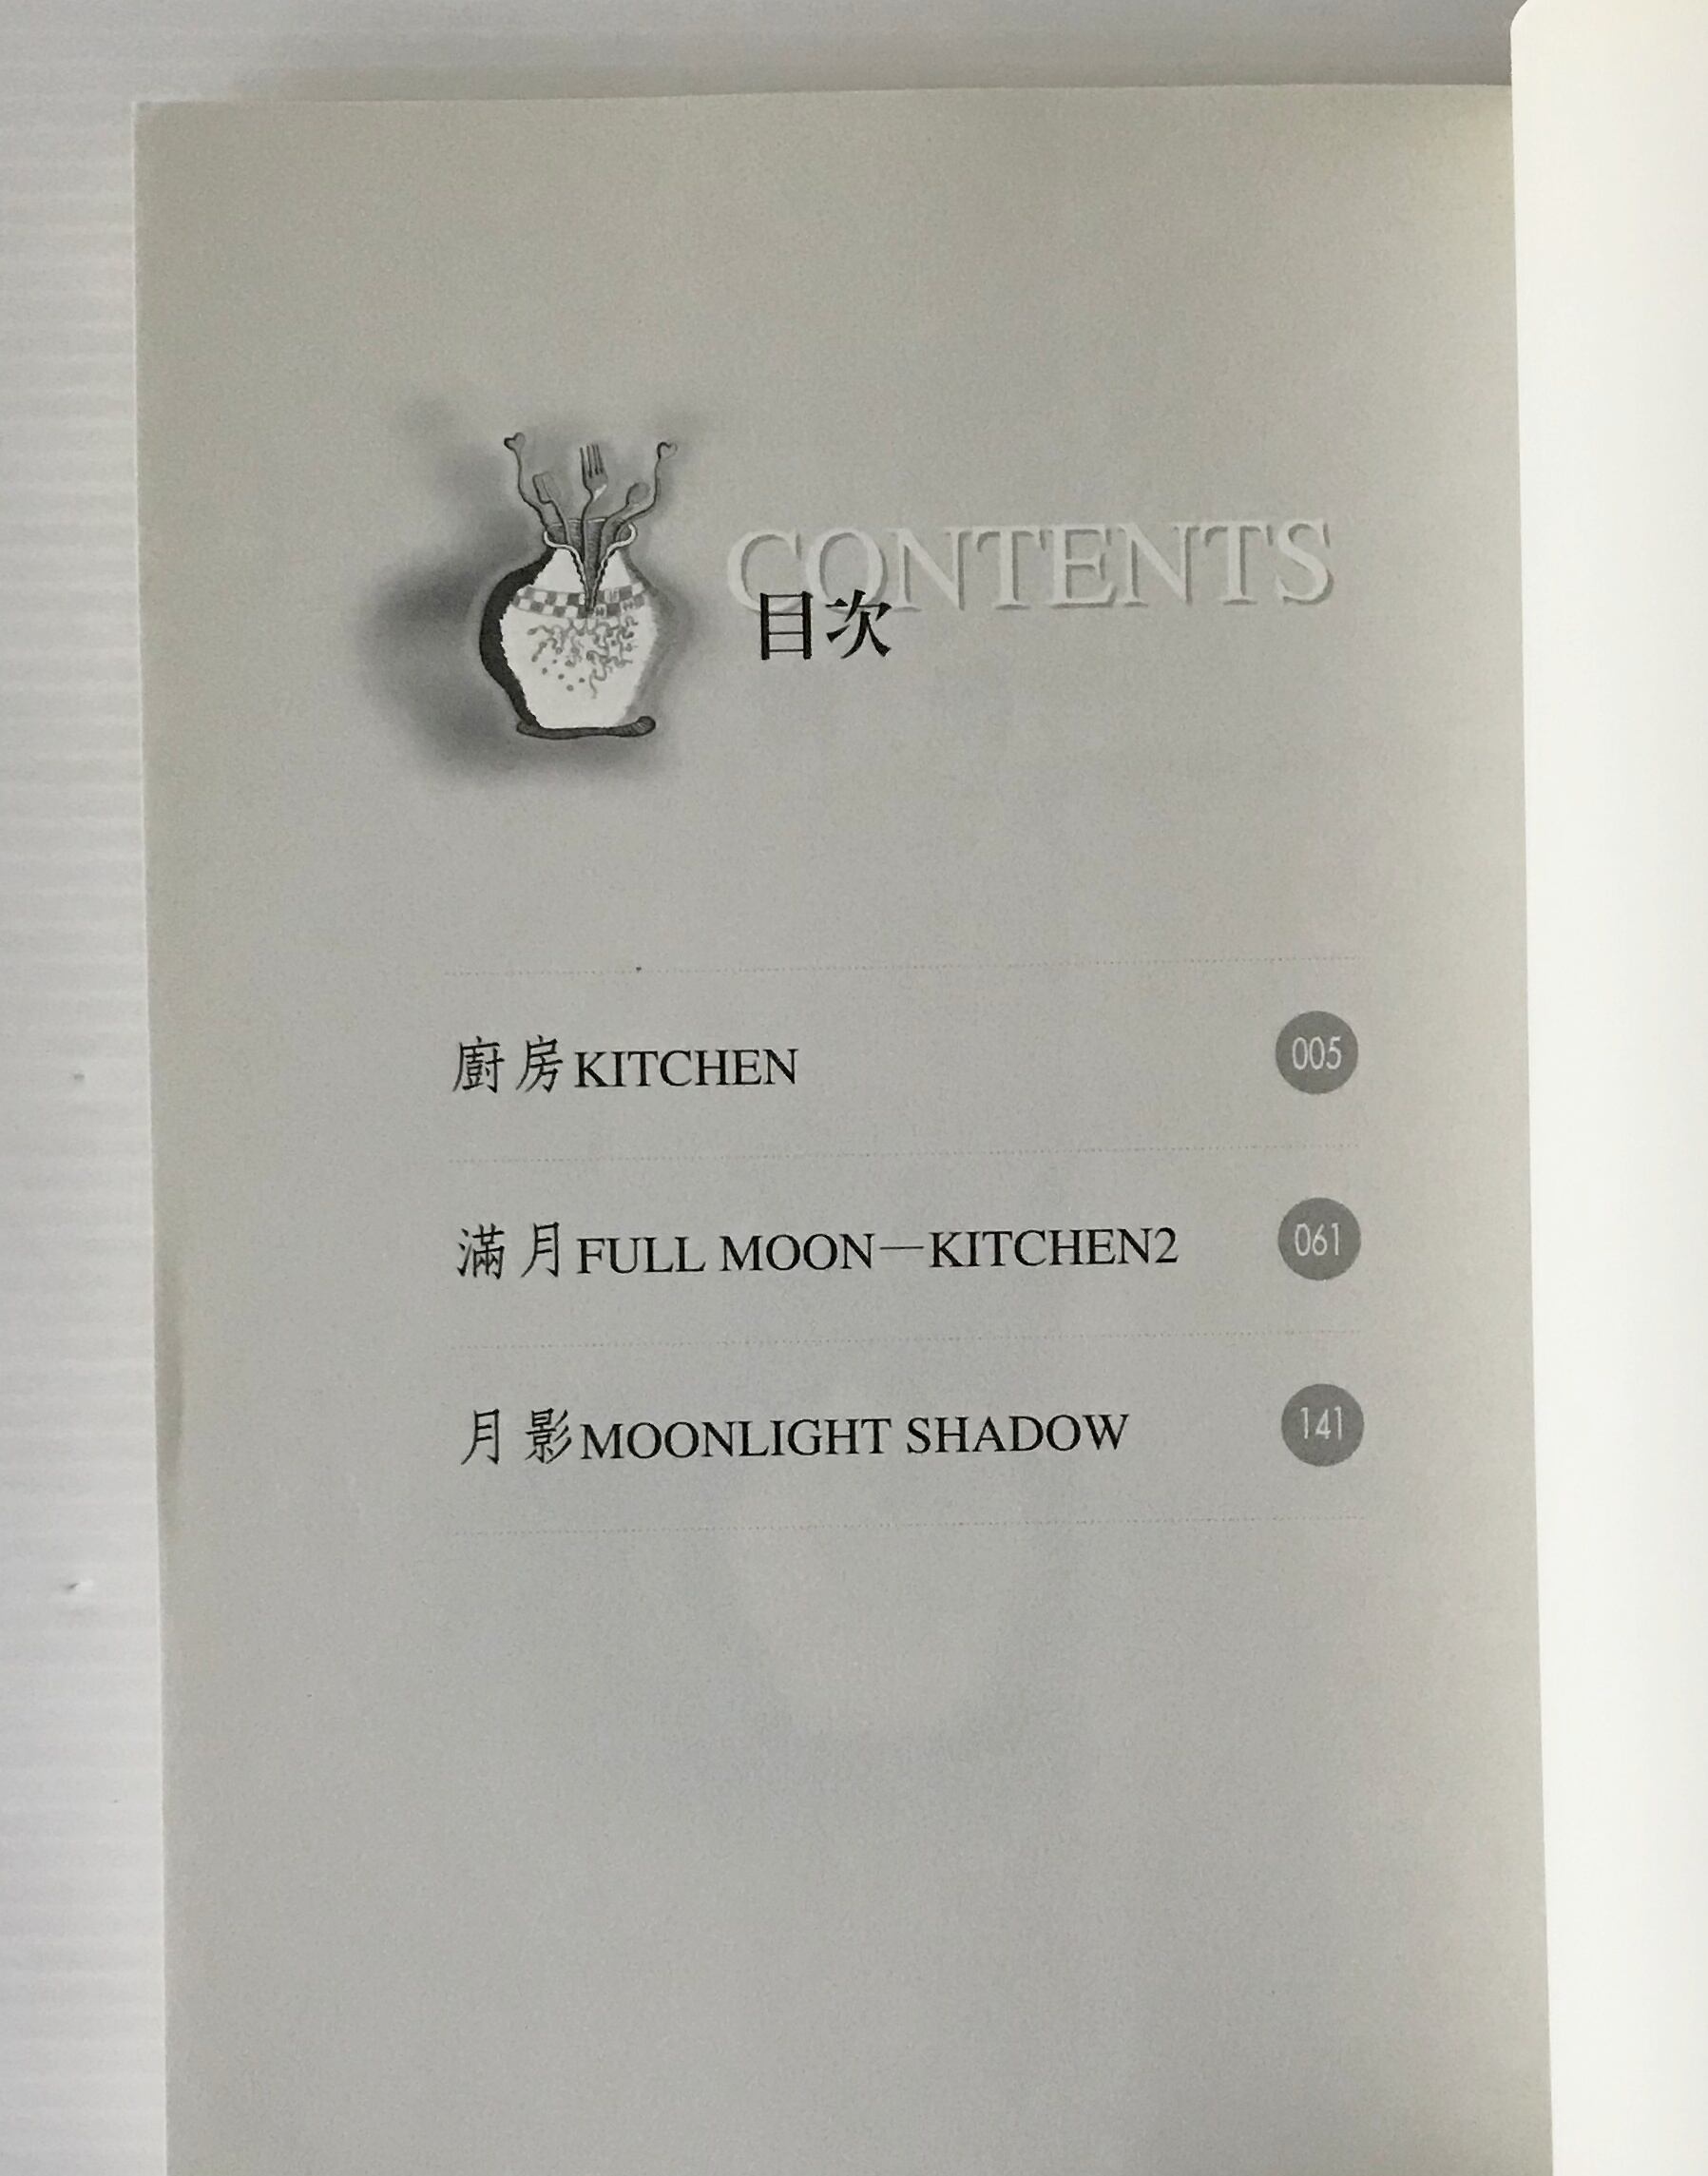 CONTENTS
目次
廚房KITCHEN 005
滿月FULL MOON—KITCHEN2 061
月影MOONLIGHT SHADOW 141